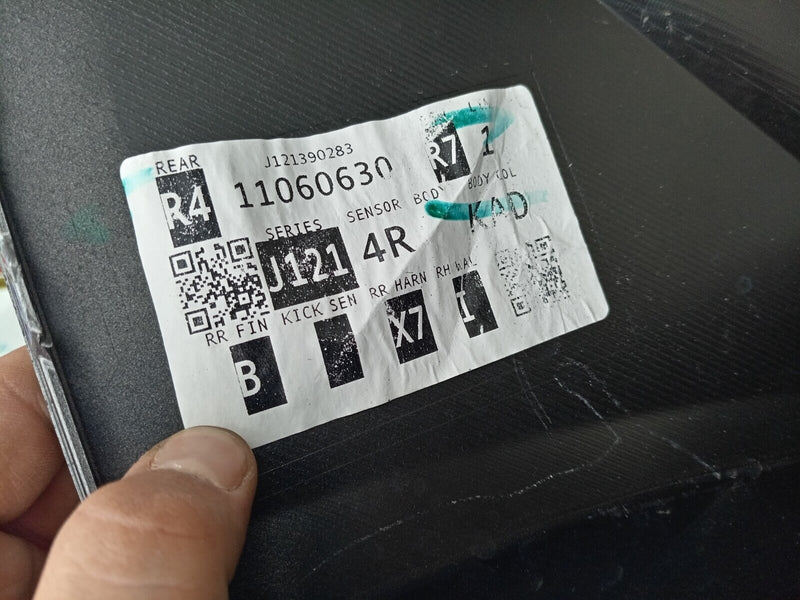 REAR
R4
J121390283
11060630
R7
1
SERIES
J121
SENSOR
4R
BODY
BODY COL
KAD
RR FIN
B
KICK SEN
RR HARN
X7
RH